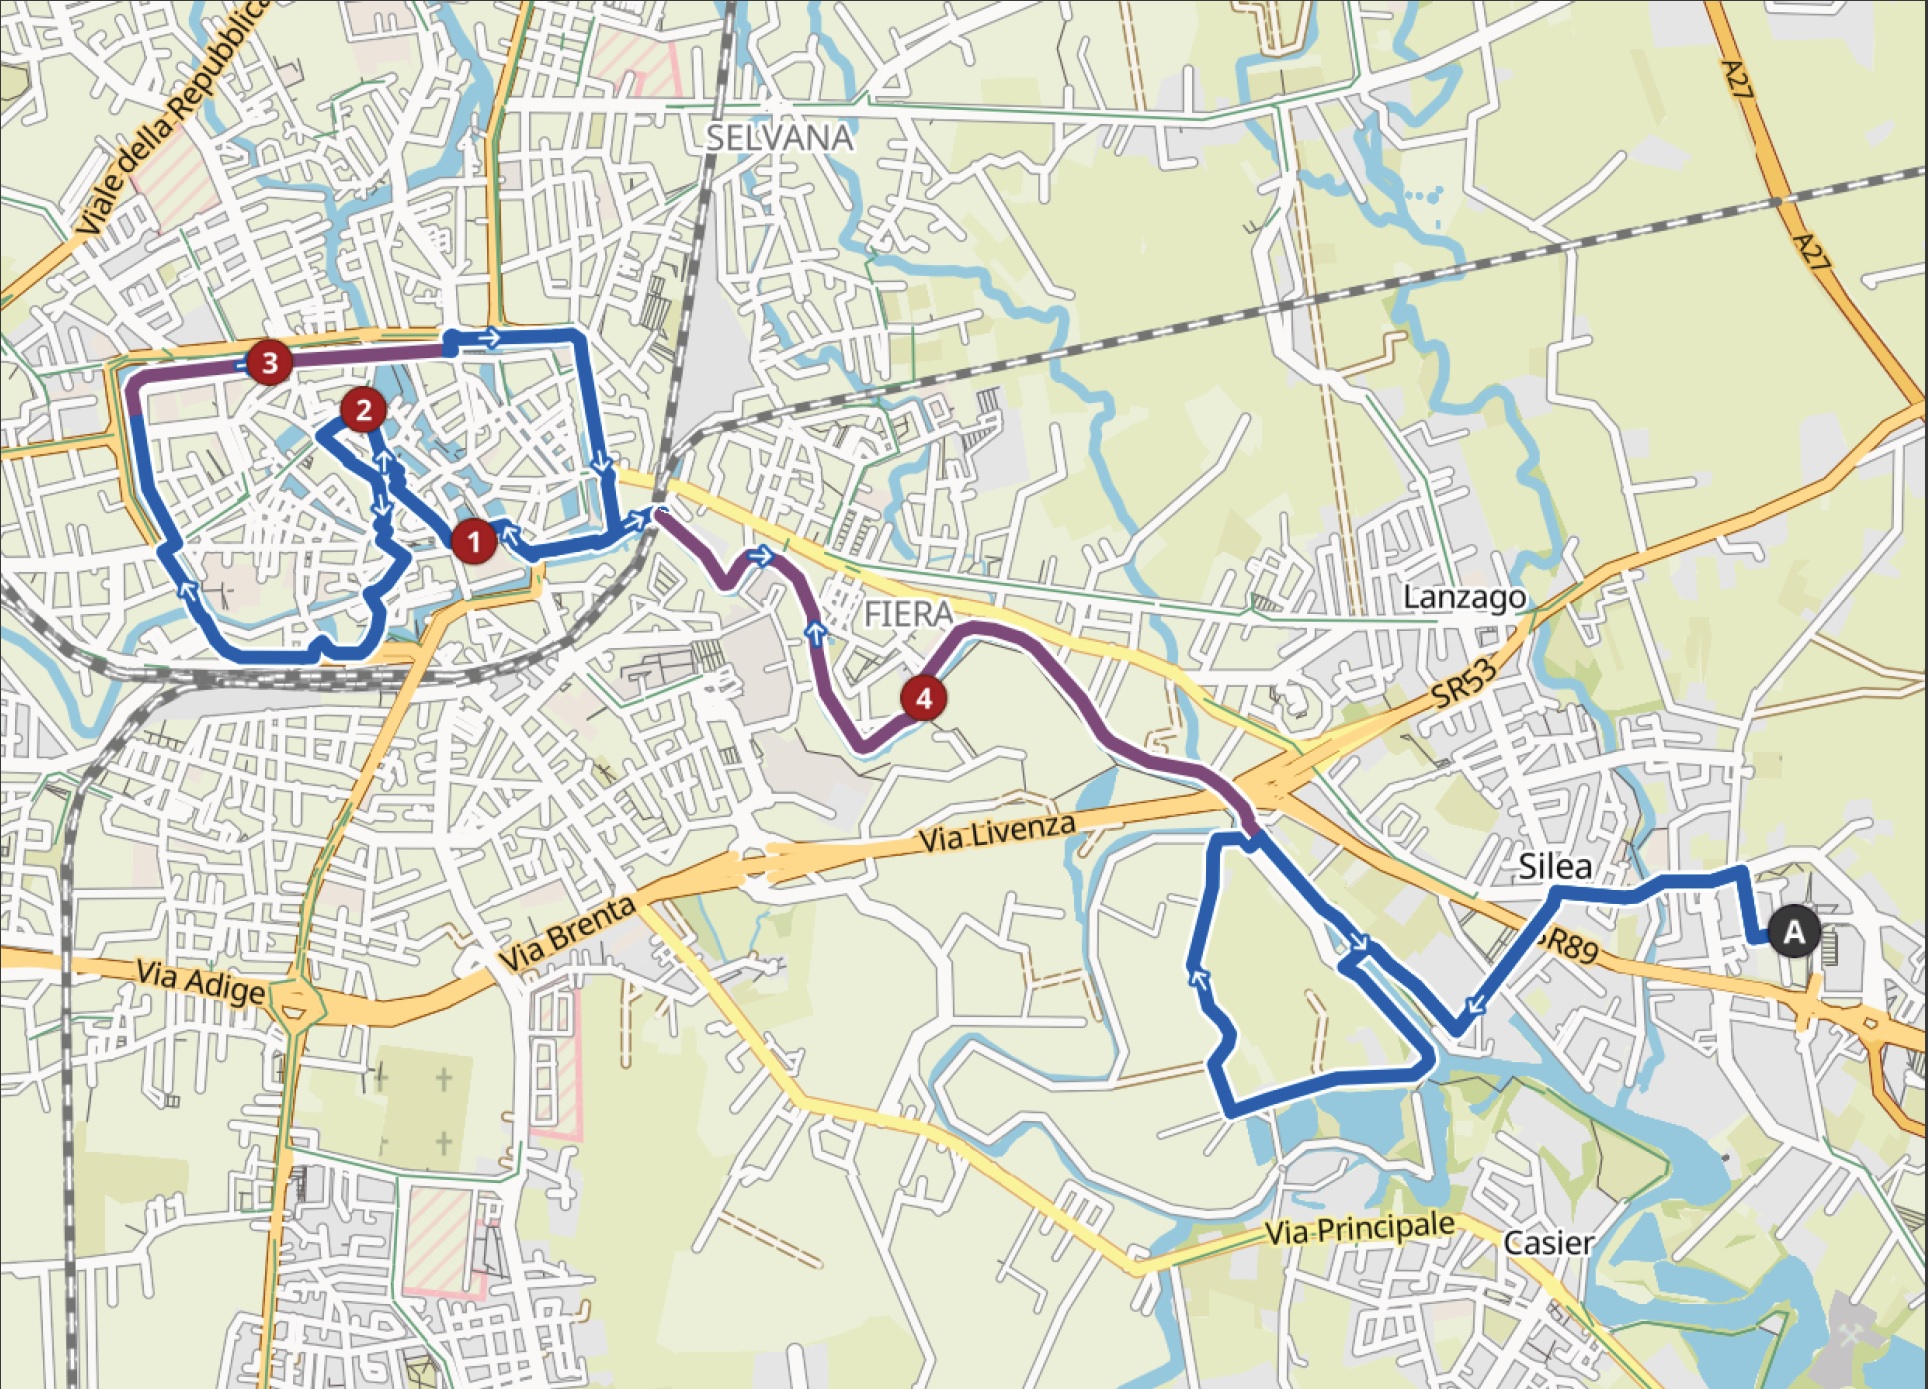 Viale della Repubblica
A27
SELVANA
A27
3
2
1
Lanzago
FIERA
SR53
4
Via Livenza
Silea
A
Via Brenta
SR89
Via Adige
Via Principale
Casier